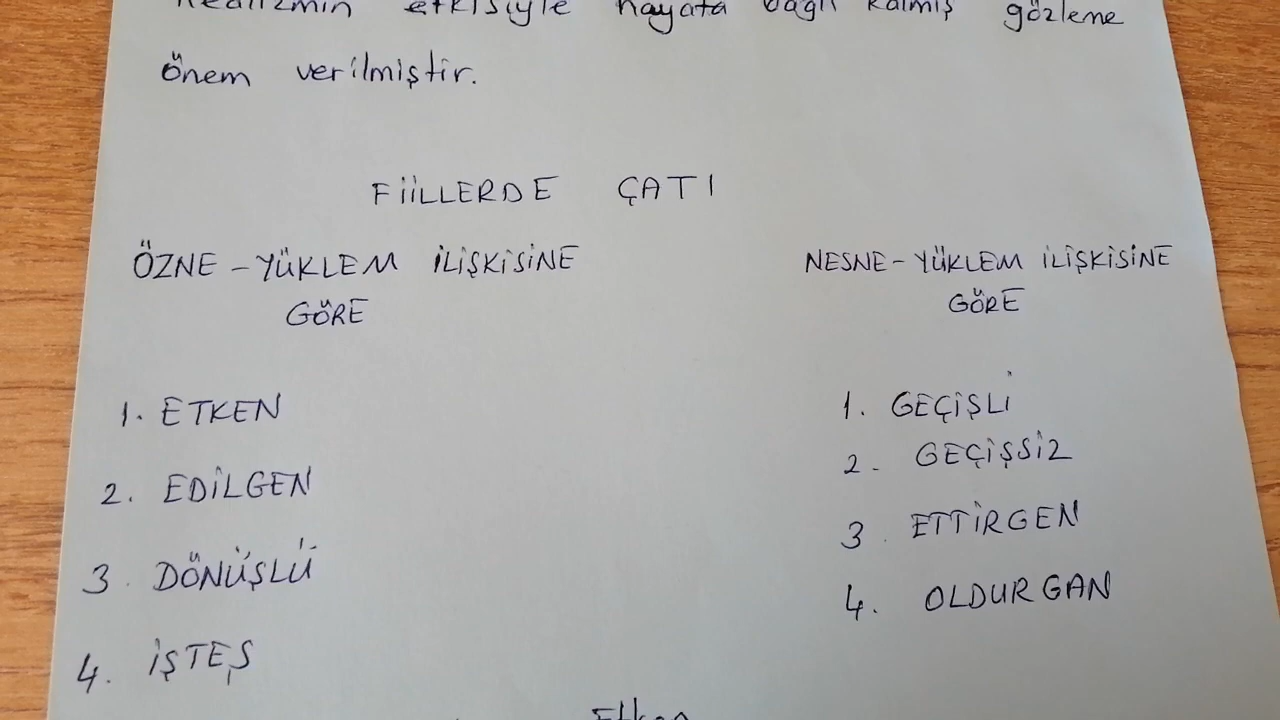 Realizmin etkisiyle hayata bağlı kalmış gözleme
önem verilmiştir.
FİİLLERDE ÇATI
ÖZNE - YÜKLEM İLİŞKİSİNE
GÖRE
1. ETKEN
2. EDİLGEN
3. DÖNÜŞLÜ
4. İŞTEŞ
NESNE - YÜKLEM İLİŞKİSİNE
GÖRE
1. GEÇİŞLİ
2. GEÇİŞSİZ
3. ETTİRGEN
4. OLDURGAN
Etken